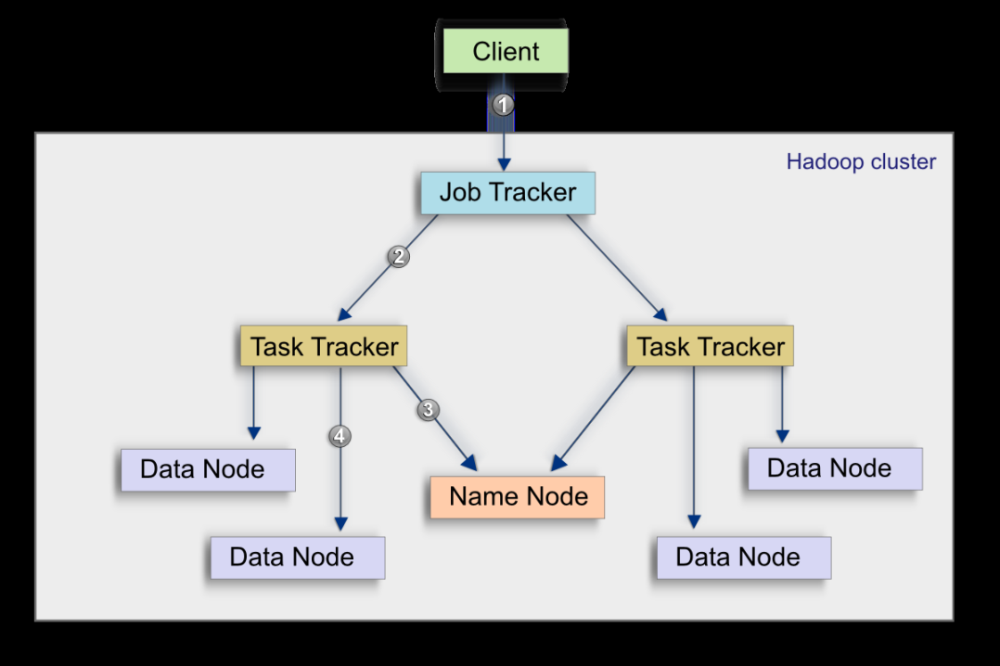 Client
1
Hadoop cluster
Job Tracker
2
Task Tracker
Task Tracker
3
4
Data Node
Data Node
Name Node
Data Node
Data Node